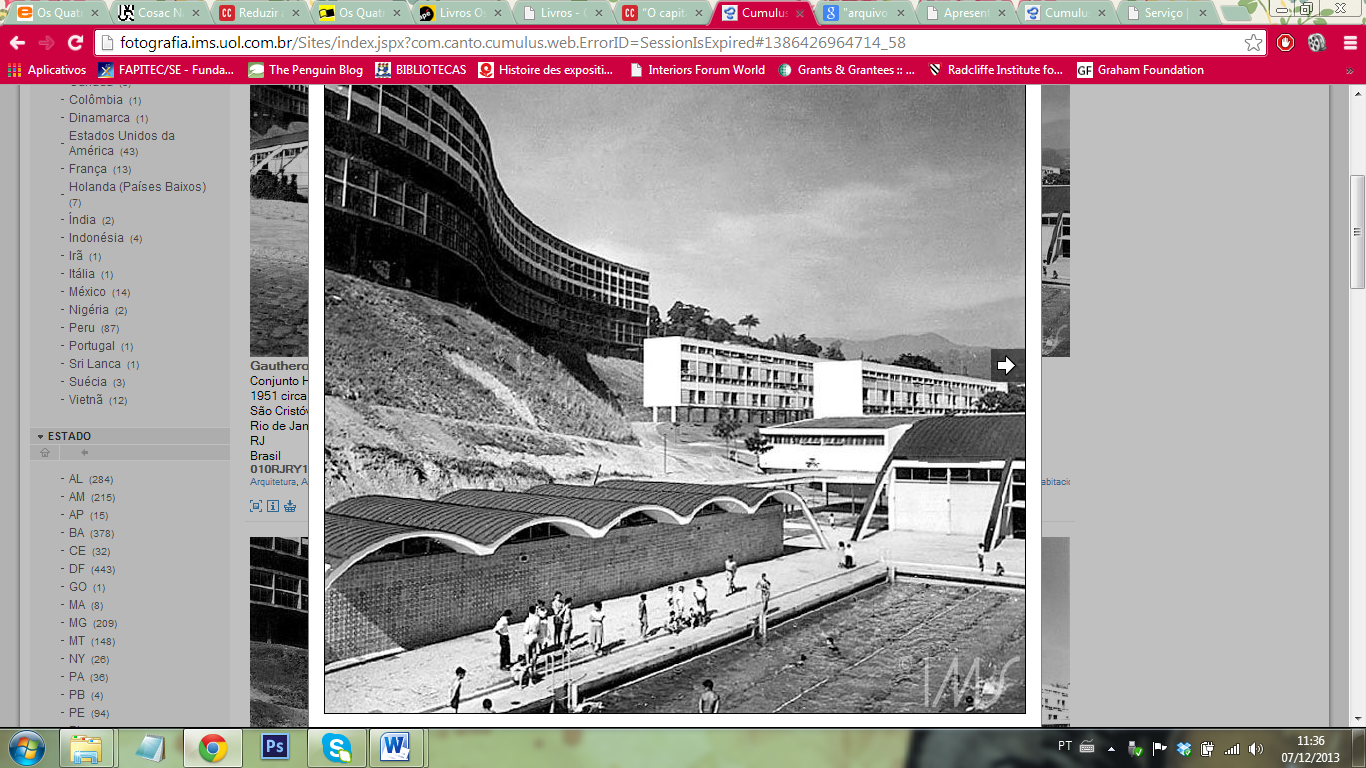 Os Quat
Cosac N
Reduzir
Os Quat
Livros O
Livros -
"O capit
Cumulus
"arquivo
Apresent
Cumulu
Serviço |
fotografia.ims.uol.com.br/Sites/index.jspx?com.canto.cumulus.web.ErrorID=SessionIsExpired#1386426964714_58
Aplicativos
FAPITEC/SE - Funda...
The Penguin Blog
BIBLIOTECAS
Histoire des expositi...
Interiors Forum World
Grants & Grantees :: ...
Radcliffe Institute fo...
GF Graham Foundation
»
- Colômbia (1)
- Dinamarca (1)
- Estados Unidos da
América (43)
- França (13)
- Holanda (Países Baixos)
(7)
- Índia (2)
- Indonésia (4)
- Irã (1)
- Itália (1)
- México (14)
- Nigéria (2)
- Peru (87)
- Portugal (1)
- Sri Lanca (1)
- Suécia (3)
- Vietnã (12)
ESTADO
- AL (284)
- AM (215)
- AP (15)
- BA (378)
- CE (32)
- DF (443)
- GO (1)
- MA (8)
- MG (209)
- MT (148)
- NY (26)
- PA (36)
- PB (4)
- PE (94)
Gauthero
Conjunto H
1951 circa
São Cristóv
Rio de Jan
RJ
Brasil
010RJRY1
Arquitetura, A
abitaci
IMS
Ps
PT
11:36
07/12/2013